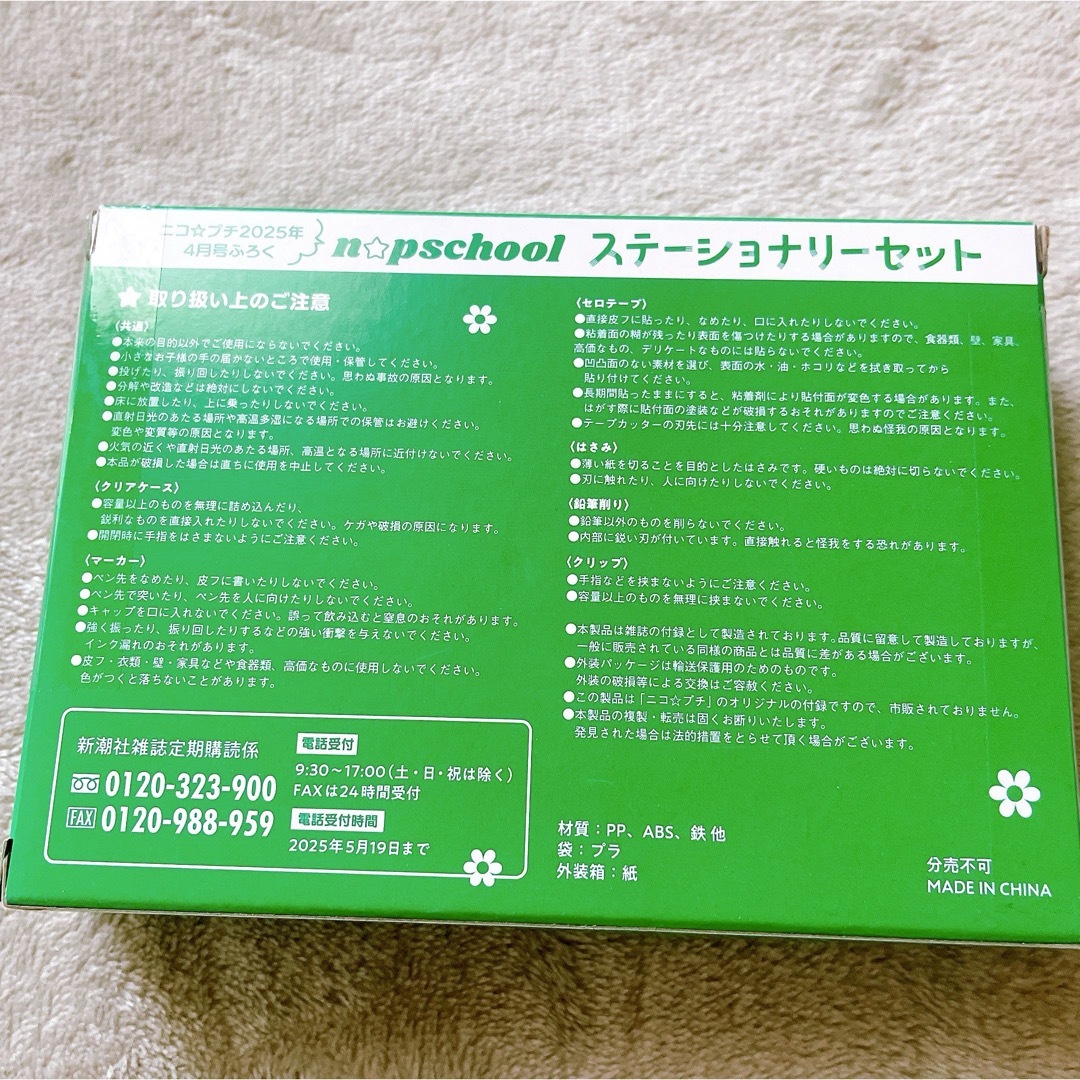 ニコ☆プチ2025年
4月号ふろく
n☆pschool ステーショナリーセット
★ 取り扱い上のご注意
〈共通〉
●本来の目的以外でご使用にならないでください。
●小さなお子様の手の届かないところで使用・保管してください。
●投げたり、振り回したりしないでください。思わぬ事故の原因となります。
●分解や改造などは絶対にしないでください。
●床に放置したり、上に乗ったりしないでください。
●直射日光のあたる場所や高温多湿になる場所での保管はお避けください。
変色や変質等の原因となります。
●火気の近くや直射日光のあたる場所、高温となる場所に近付けないでください。
●本品が破損した場合は直ちに使用を中止してください。
〈クリアケース〉
●容量以上のものを無理に詰め込んだり、
鋭利なものを直接入れたりしないでください。ケガや破損の原因になります。
●開閉時に手指をはさまないようにご注意ください。
〈マーカー〉
●ペン先をなめたり、皮フに書いたりしないでください。
●ペン先で突いたり、ペン先を人に向けたりしないでください。
●キャップを口に入れないでください。誤って飲み込むと窒息のおそれがあります。
●強く振ったり、振り回したりするなどの強い衝撃を与えないでください。
インク漏れのおそれがあります。
●皮フ・衣類・壁・家具などや食器類、高価なものに使用しないでください。
色がつくと落ちないことがあります。
新潮社雑誌定期購読係
0120-323-900
FAX 0120-988-959
電話受付
9:30〜17:00(土・日・祝は除く)
FAXは24時間受付
電話受付時間
2025年5月19日まで
〈セロテープ〉
●直接皮フに貼ったり、なめたり、口に入れたりしないでください。
●粘着面の糊が残ったり表面を傷つけたりする場合がありますので、食器類、壁、家具、
高価なもの、デリケートなものには貼らないでください。
●凹凸面のない素材を選び、表面の水・油・ホコリなどを拭き取ってから
貼り付けてください。
●長期間貼ったままにすると、粘着剤により貼付面が変色する場合があります。また、
はがす際に貼付面の塗装などが破損するおそれがありますのでご注意ください。
●テープカッターの刃先には十分注意してください。思わぬ怪我の原因となります。
〈はさみ〉
●薄い紙を切ることを目的としたはさみです。硬いものは絶対に切らないでください。
●刃に触れたり、人に向けたりしないでください。
〈鉛筆削り〉
●鉛筆以外のものを削らないでください。
●内部に鋭い刃が付いています。直接触れると怪我をする恐れがあります。
〈クリップ〉
●手指などを挟まないようにご注意ください。
●容量以上のものを無理に挟まないでください。
●本製品は雑誌の付録として製造されております。品質に留意して製造しておりますが、
一般に販売されている同様の商品とは品質に差がある場合がございます。
●外装パッケージは輸送保護用のためのものです。
外装の破損等による交換はご容赦ください。
●この製品は「ニコ☆プチ」のオリジナルの付録ですので、市販されておりません。
●本製品の複製・転売は固くお断りいたします。
発見された場合は法的措置をとらせて頂く場合がございます。
材質：PP、ABS、鉄 他
袋：プラ
外装箱：紙
分売不可
MADE IN CHINA